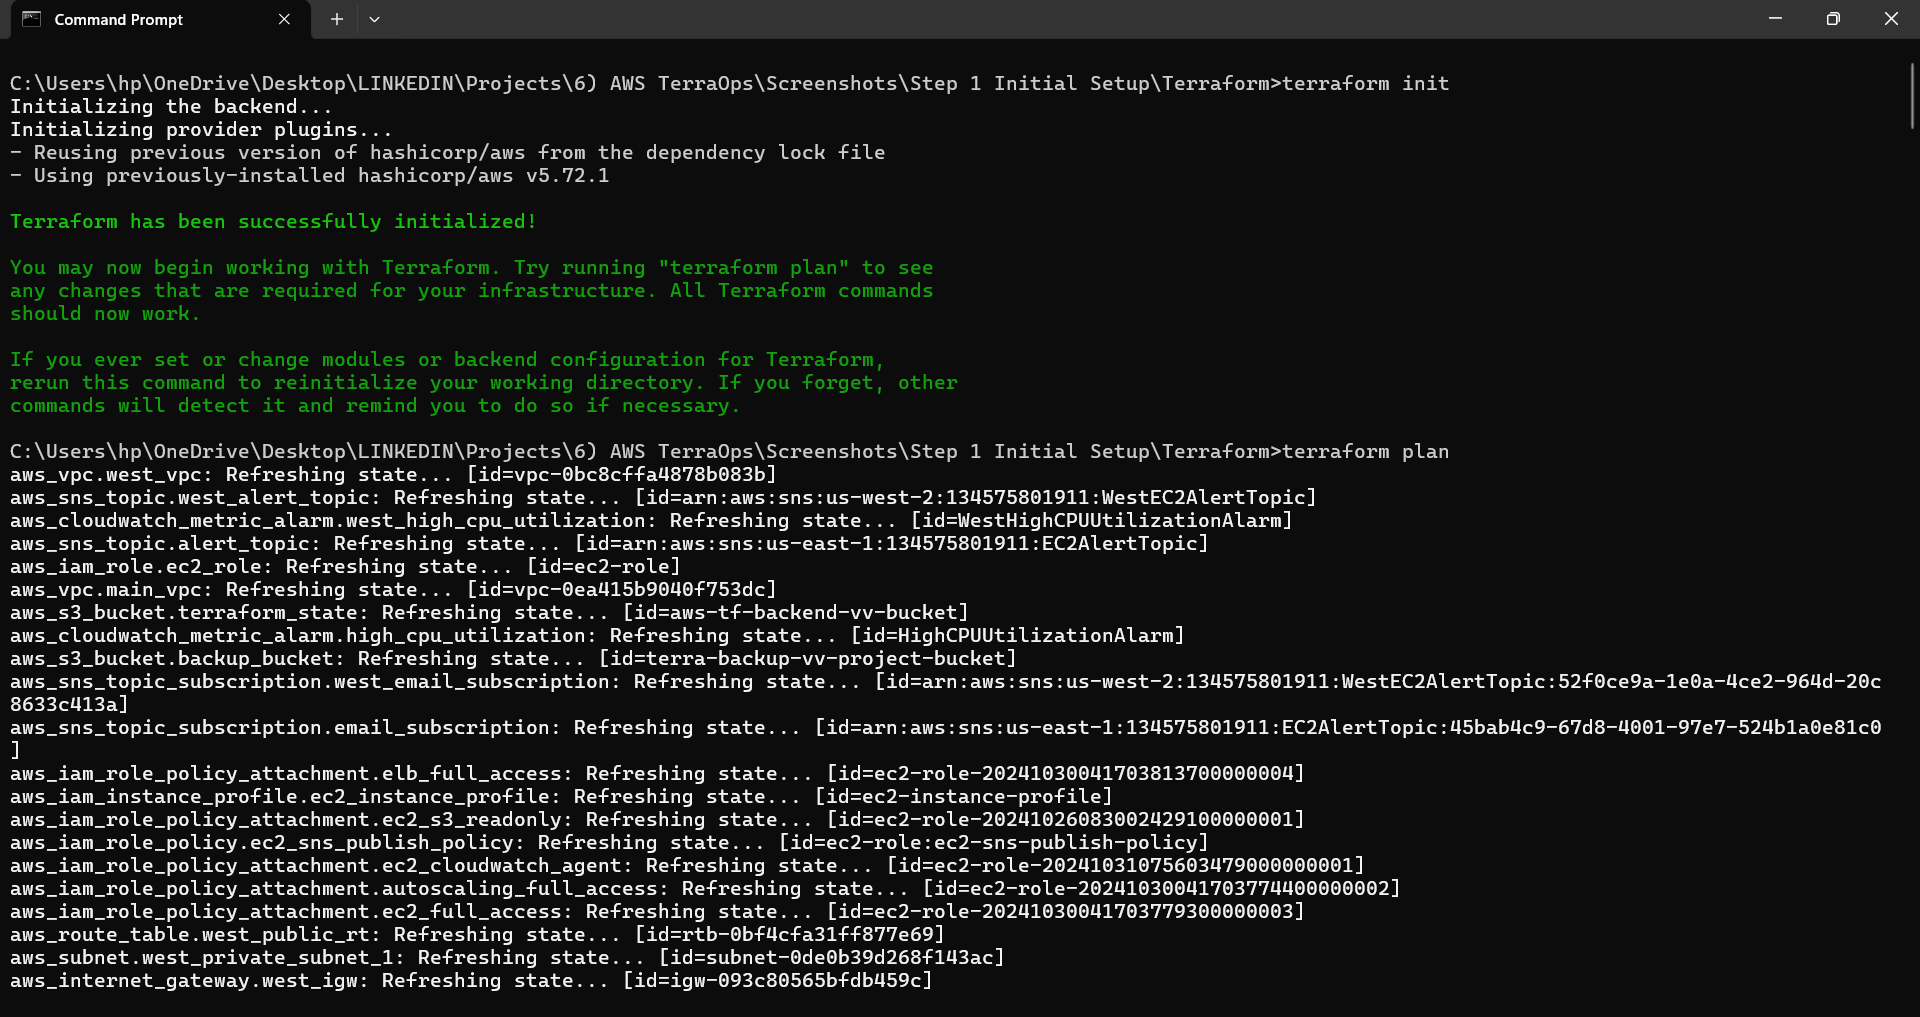 Command Prompt
C:\Users\hp\OneDrive\Desktop\LINKEDIN\Projects\6) AWS TerraOps\Screenshots\Step 1 Initial Setup\Terraform>terraform init
Initializing the backend...
Initializing provider plugins...
- Reusing previous version of hashicorp/aws from the dependency lock file
- Using previously-installed hashicorp/aws v5.72.1
Terraform has been successfully initialized!
You may now begin working with Terraform. Try running "terraform plan" to see
any changes that are required for your infrastructure. All Terraform commands
should now work.
If you ever set or change modules or backend configuration for Terraform,
rerun this command to reinitialize your working directory. If you forget, other
commands will detect it and remind you to do so if necessary.
C:\Users\hp\OneDrive\Desktop\LINKEDIN\Projects\6) AWS TerraOps\Screenshots\Step 1 Initial Setup\Terraform>terraform plan
aws_vpc.west_vpc: Refreshing state... [id=vpc-0bc8cffa4878b083b]
aws_sns_topic.west_alert_topic: Refreshing state... [id=arn:aws:sns:us-west-2:134575801911:WestEC2AlertTopic]
aws_cloudwatch_metric_alarm.west_high_cpu_utilization: Refreshing state... [id=WestHighCPUUtilizationAlarm]
aws_sns_topic.alert_topic: Refreshing state... [id=arn:aws:sns:us-east-1:134575801911:EC2AlertTopic]
aws_iam_role.ec2_role: Refreshing state... [id=ec2-role]
aws_vpc.main_vpc: Refreshing state... [id=vpc-0ea415b9040f753dc]
aws_s3_bucket.terraform_state: Refreshing state... [id=aws-tf-backend-vv-bucket]
aws_cloudwatch_metric_alarm.high_cpu_utilization: Refreshing state... [id=HighCPUUtilizationAlarm]
aws_s3_bucket.backup_bucket: Refreshing state... [id=terra-backup-vv-project-bucket]
aws_sns_topic_subscription.west_email_subscription: Refreshing state... [id=arn:aws:sns:us-west-2:134575801911:WestEC2AlertTopic:52f0ce9a-1e0a-4ce2-964d-20c
8633c413a]
aws_sns_topic_subscription.email_subscription: Refreshing state... [id=arn:aws:sns:us-east-1:134575801911:EC2AlertTopic:45bab4c9-67d8-4001-97e7-524b1a0e81c0
]
aws_iam_role_policy_attachment.elb_full_access: Refreshing state... [id=ec2-role-20241030041703813700000004]
aws_iam_instance_profile.ec2_instance_profile: Refreshing state... [id=ec2-instance-profile]
aws_iam_role_policy_attachment.ec2_s3_readonly: Refreshing state... [id=ec2-role-20241026083002429100000001]
aws_iam_role_policy.ec2_sns_publish_policy: Refreshing state... [id=ec2-role:ec2-sns-publish-policy]
aws_iam_role_policy_attachment.ec2_cloudwatch_agent: Refreshing state... [id=ec2-role-20241031075603479000000001]
aws_iam_role_policy_attachment.autoscaling_full_access: Refreshing state... [id=ec2-role-20241030041703774400000002]
aws_iam_role_policy_attachment.ec2_full_access: Refreshing state... [id=ec2-role-20241030041703779300000003]
aws_route_table.west_public_rt: Refreshing state... [id=rtb-0bf4cfa31ff877e69]
aws_subnet.west_private_subnet_1: Refreshing state... [id=subnet-0de0b39d268f143ac]
aws_internet_gateway.west_igw: Refreshing state... [id=igw-093c80565bfdb459c]